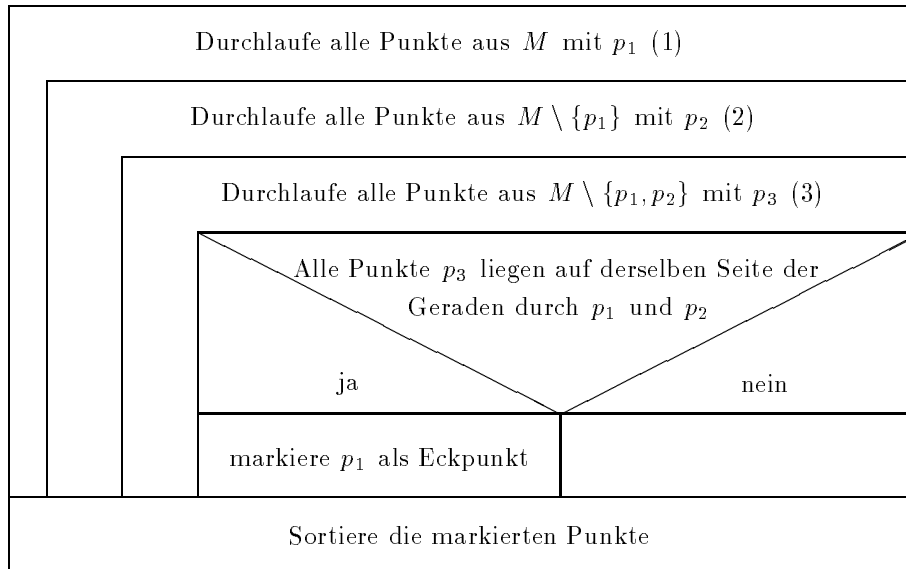 Durchlaufe alle Punkte aus M mit p₁ (1)
Durchlaufe alle Punkte aus M \ {p₁} mit p₂ (2)
Durchlaufe alle Punkte aus M \ {p₁, p₂} mit p₃ (3)
Alle Punkte p₃ liegen auf derselben Seite der
Geraden durch p₁ und p₂
ja
nein
markiere p₁ als Eckpunkt
Sortiere die markierten Punkte